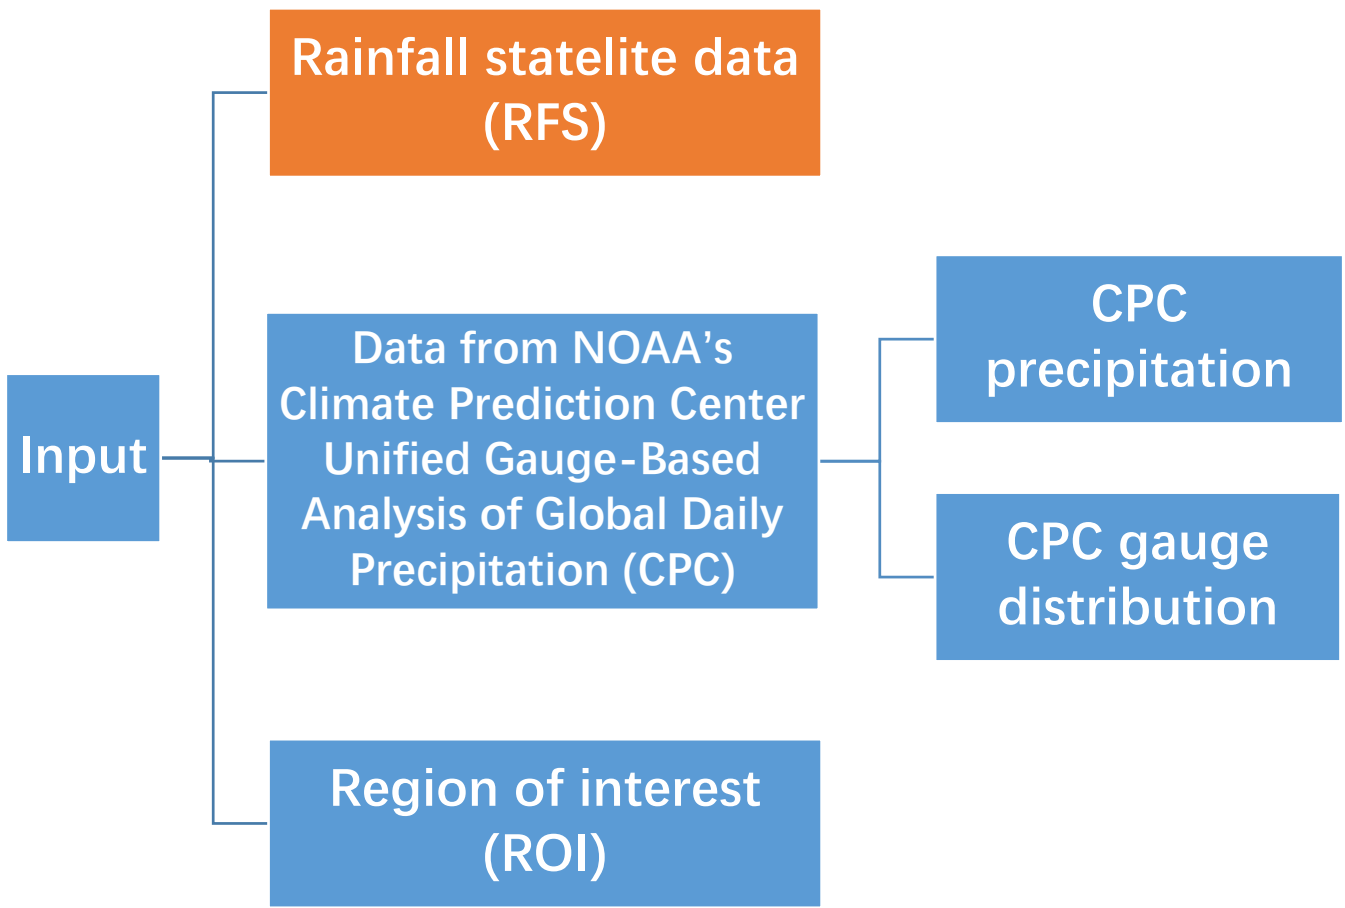 Rainfall statelite data
(RFS)
Input
Data from NOAA’s
Climate Prediction Center
Unified Gauge-Based
Analysis of Global Daily
Precipitation (CPC)
CPC
precipitation
CPC gauge
distribution
Region of interest
(ROI)